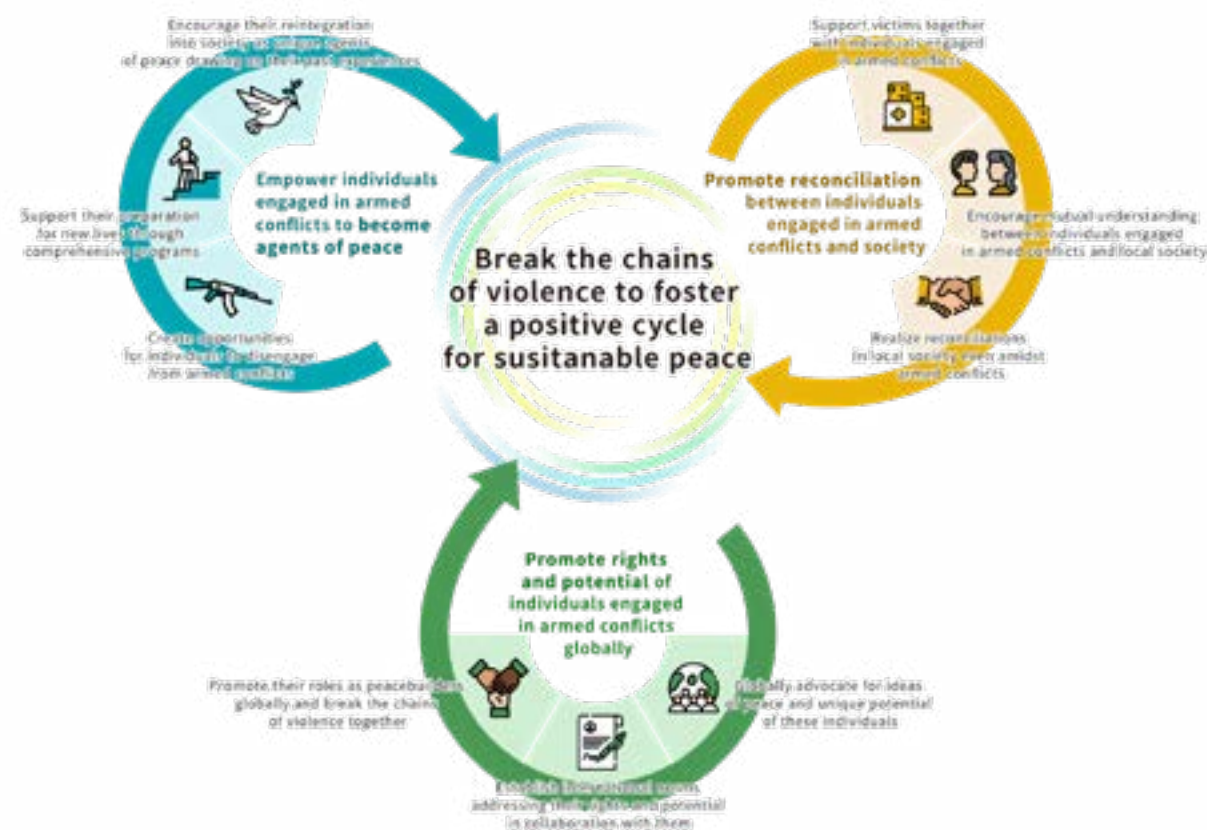 Encourage their reintegration
into society as unique agents
of peace drawing on their past experiences
Support their preparation
for new lives through
comprehensive programs
Create opportunities
for individuals to disengage
from armed conflicts
Empower individuals
engaged in armed
conflicts to become
agents of peace
Break the chains
of violence to foster
a positive cycle
for susitanable peace
Support victims together
with individuals engaged
in armed conflicts
Promote reconciliation
between individuals
engaged in armed
conflicts and society
Encourage mutual understanding
between individuals engaged
in armed conflicts and local society
Realize reconciliations
in local society even amidst
armed conflicts
Promote rights
and potential of
individuals engaged
in armed conflicts
globally
Promote their roles as peacebuilders
globally and break the chains
of violence together
Establish international norms
addressing their rights and potential
in collaboration with them
Globally advocate for ideas
of peace and unique potential
of these individuals